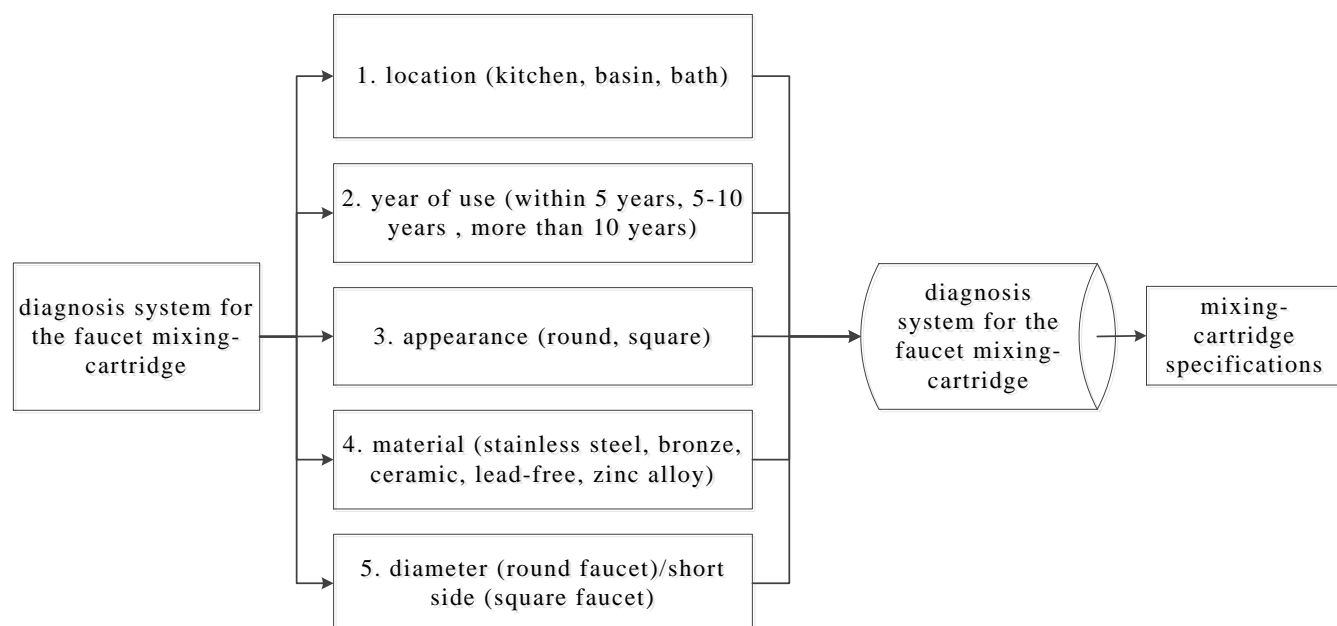 diagnosis system for
the faucet mixing-
cartridge
1. location (kitchen, basin, bath)
2. year of use (within 5 years, 5-10
years , more than 10 years)
3. appearance (round, square)
4. material (stainless steel, bronze,
ceramic, lead-free, zinc alloy)
5. diameter (round faucet)/short
side (square faucet)
diagnosis
system for the
faucet mixing-
cartridge
mixing-
cartridge
specifications